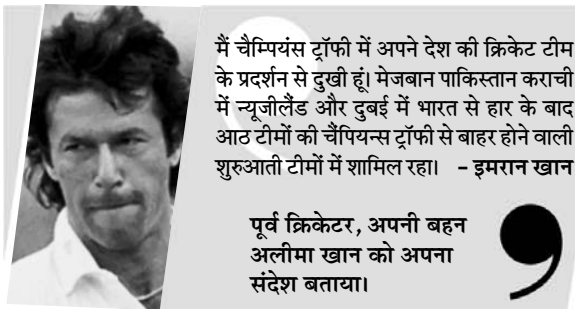 मैं चैम्पियंस ट्रॉफी में अपने देश की क्रिकेट टीम
के प्रदर्शन से दुखी हूं। मेजबान पाकिस्तान कराची
में न्यूजीलैंड और दुबई में भारत से हार के बाद
आठ टीमों की चैंपियन्स ट्रॉफी से बाहर होने वाली
शुरुआती टीमों में शामिल रहा। - इमरान खान
पूर्व क्रिकेटर, अपनी बहन
अलीमा खान को अपना
संदेश बताया।